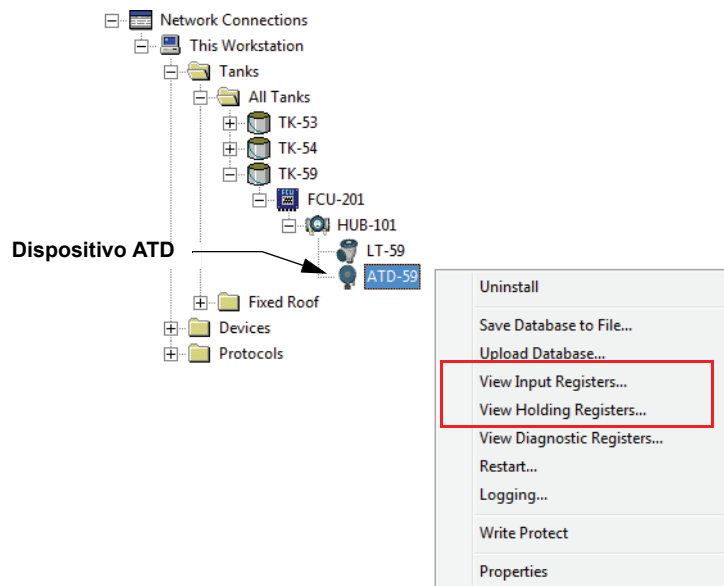 Network Connections
This Workstation
Tanks
All Tanks
TK-53
TK-54
TK-59
FCU
FCU-201
HUB-101
Dispositivo ATD
LT-59
ATD-59
Fixed Roof
Devices
Protocols
Uninstall
Save Database to File...
Upload Database...
View Input Registers...
View Holding Registers...
View Diagnostic Registers...
Restart...
Logging...
Write Protect
Properties